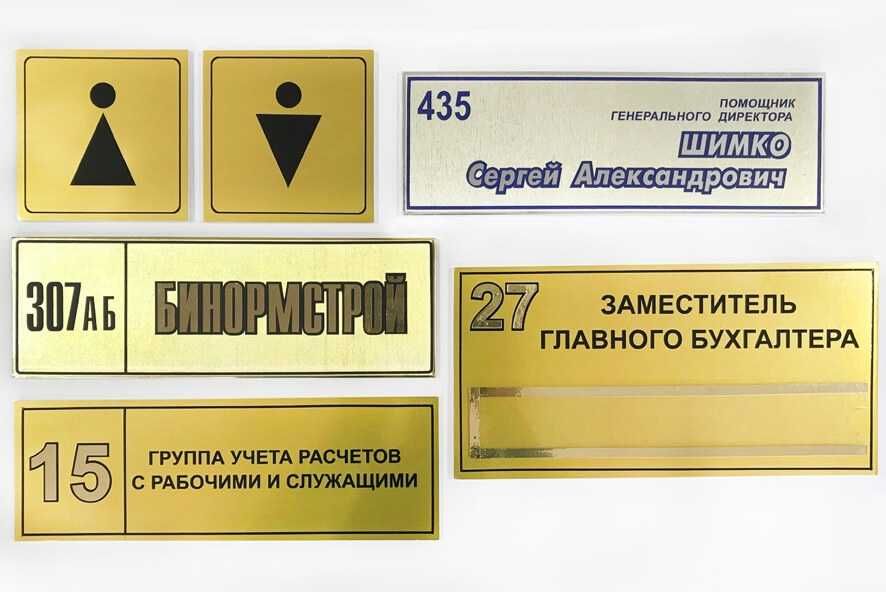 435
ПОМОЩНИК
ГЕНЕРАЛЬНОГО ДИРЕКТОРА
ШИМКО
Сергей Александрович
307АБ
БИНОРМСТРОЙ
27
ЗАМЕСТИТЕЛЬ
ГЛАВНОГО БУХГАЛТЕРА
15
ГРУППА УЧЕТА РАСЧЕТОВ
С РАБОЧИМИ И СЛУЖАЩИМИ